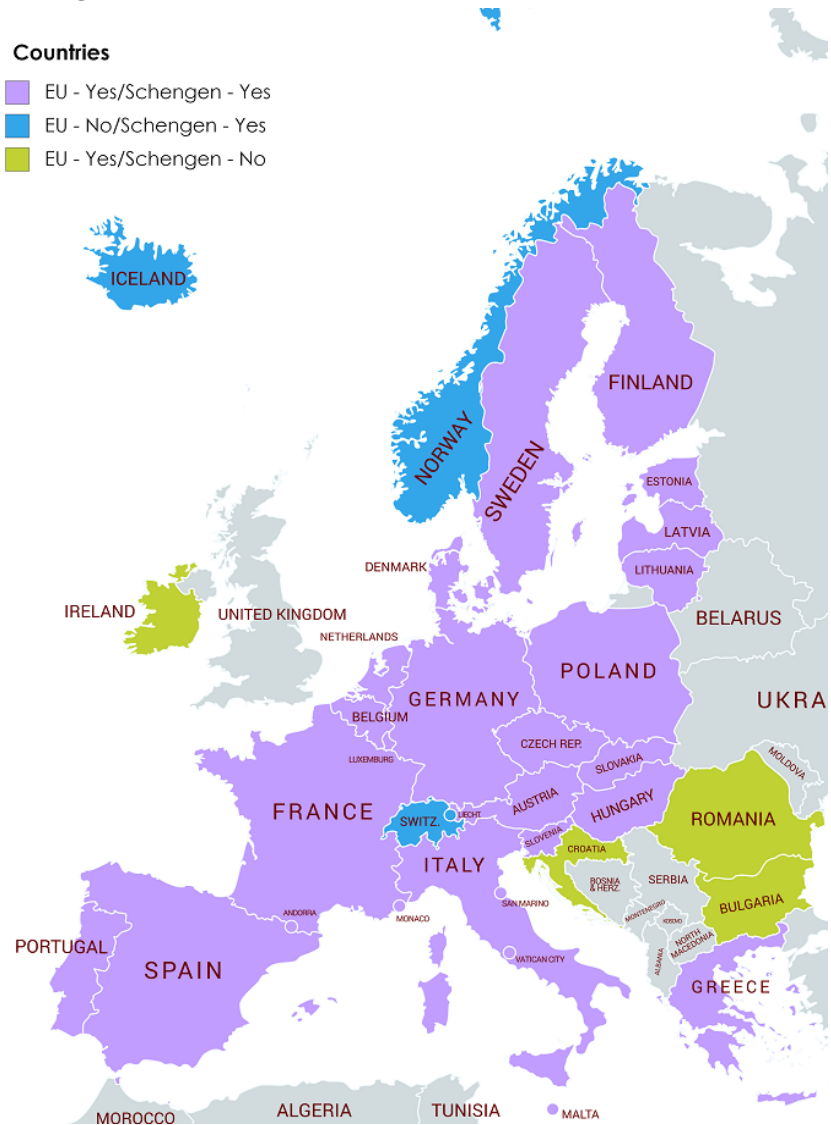 Countries
EU - Yes/Schengen - Yes
EU - No/Schengen - Yes
EU - Yes/Schengen - No
ICELAND
FINLAND
NORWAY
SWEDEN
ESTONIA
LATVIA
DENMARK
LITHUANIA
IRELAND
UNITED KINGDOM
BELARUS
NETHERLANDS
POLAND
GERMANY
UKRA
BELGIUM
CZECH REP.
LUXEMBURG
SLOVAKIA
MOLDOVA
AUSTRIA
HUNGARY
FRANCE
SWITZ.
LIECHT.
ROMANIA
SLOVENIA
CROATIA
ITALY
BOSNIA
& HERZ.
SERBIA
SAN MARINO
BULGARIA
ANDORRA
MONACO
MONTENEGRO
KOSOVO
PORTUGAL
NORTH
MACEDONIA
SPAIN
VATICAN CITY
ALBANIA
GREECE
MOROCCO
ALGERIA
TUNISIA
MALTA